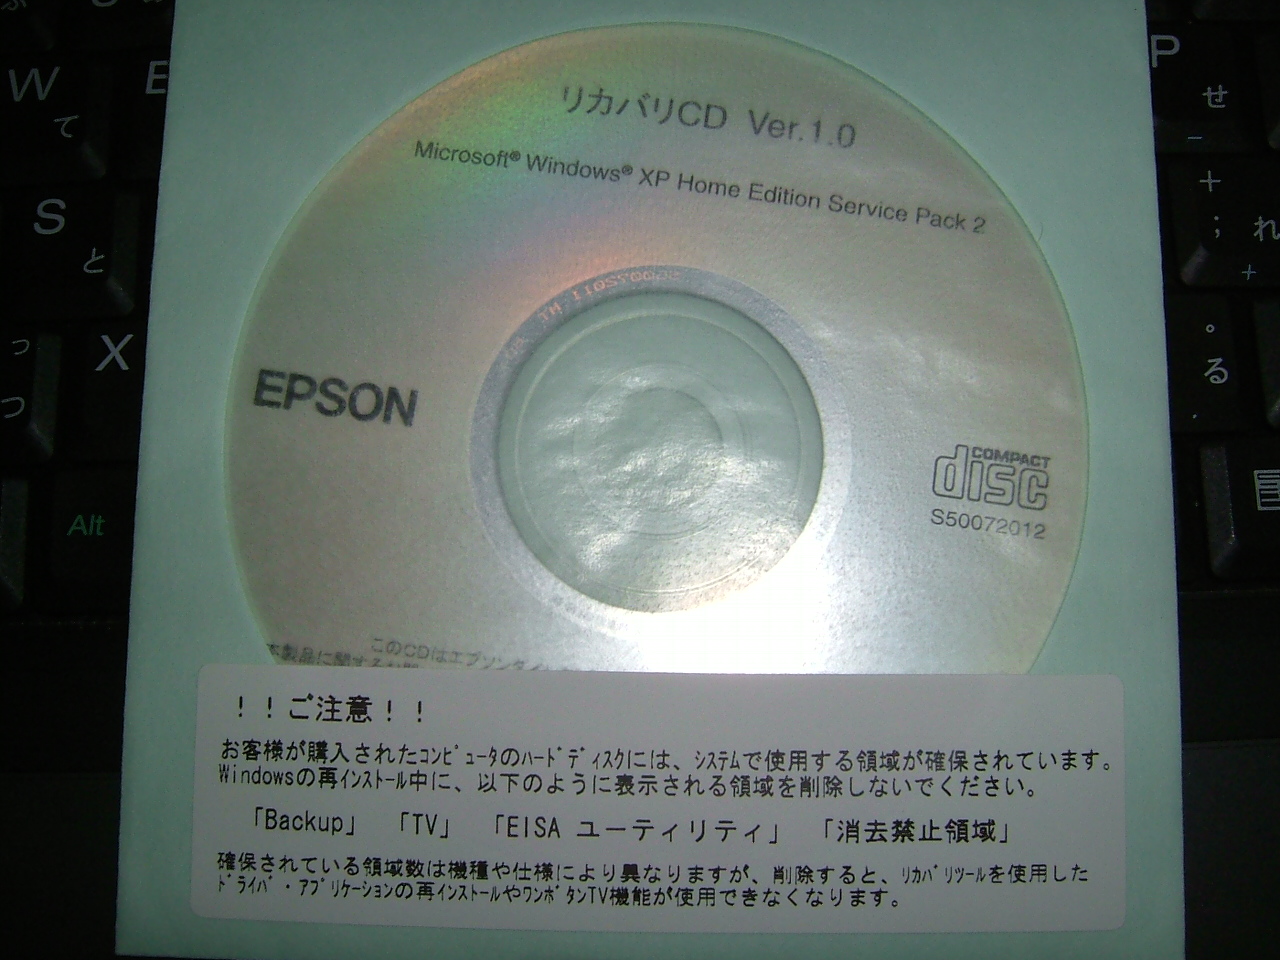 リカバリCD Ver.1.0
Microsoft® Windows® XP Home Edition Service Pack 2
EPSON
COMPACT
disc
S50072012
このCDはエプソンダイ
本製品に関する
！！ご注意！！
お客様が購入されたｺﾝﾋﾟｭｰﾀのﾊｰﾄﾞﾃﾞｨｽｸには、ｼｽﾃﾑで使用する領域が確保されています。
Windowsの再ｲﾝｽﾄｰﾙ中に、以下のように表示される領域を削除しないでください。
「Backup」 「TV」 「EISA ユーティリティ」 「消去禁止領域」
確保されている領域数は機種や仕様により異なりますが、削除すると、ﾘｶﾊﾞﾘﾂｰﾙを使用した
ﾄﾞﾗｲﾊﾞ・ｱﾌﾟﾘｹｰｼｮﾝの再ｲﾝｽﾄｰﾙやﾜﾝﾎﾞﾀﾝTV機能が使用できなくなります。
W
て
E
S
と
X
っ
つ
Alt
P
せ
+
;
れ
。
る